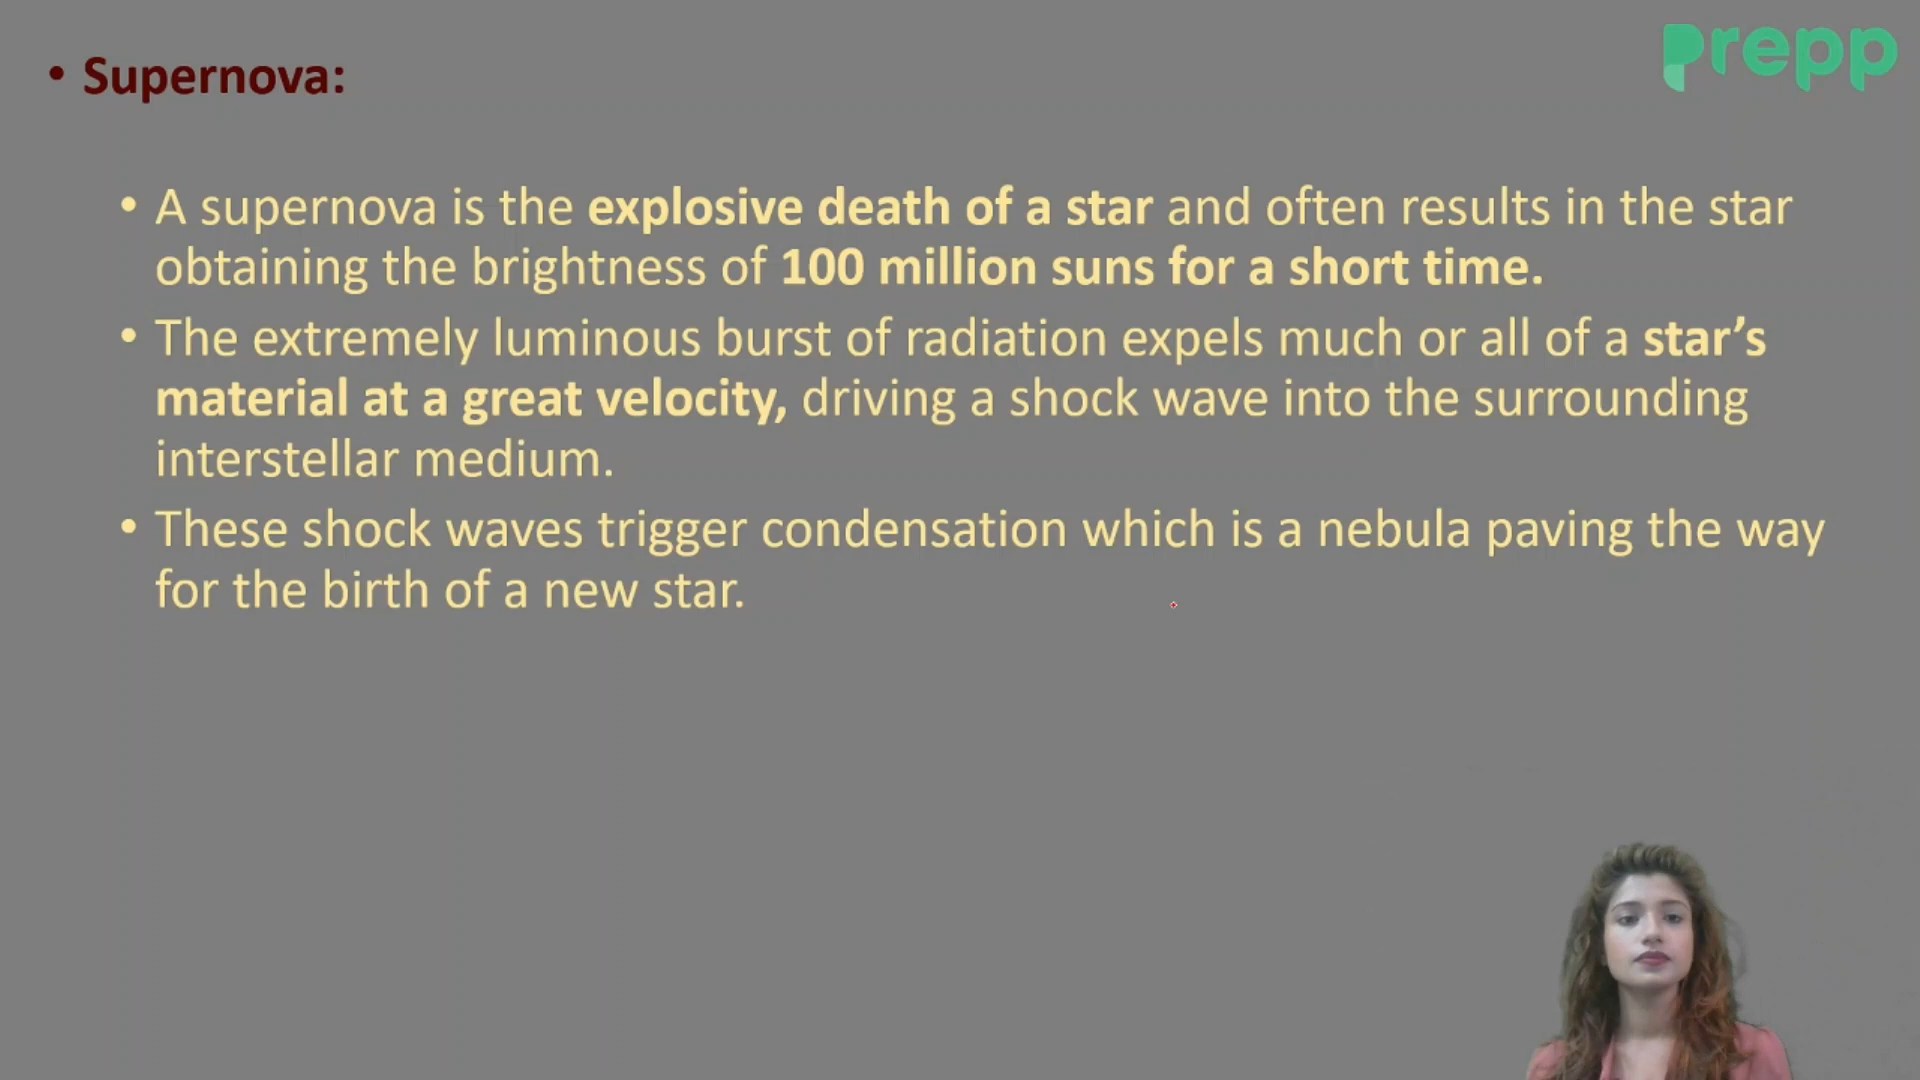 prepp
• Supernova:
• A supernova is the explosive death of a star and often results in the star
obtaining the brightness of 100 million suns for a short time.
• The extremely luminous burst of radiation expels much or all of a star’s
material at a great velocity, driving a shock wave into the surrounding
interstellar medium.
• These shock waves trigger condensation which is a nebula paving the way
for the birth of a new star.